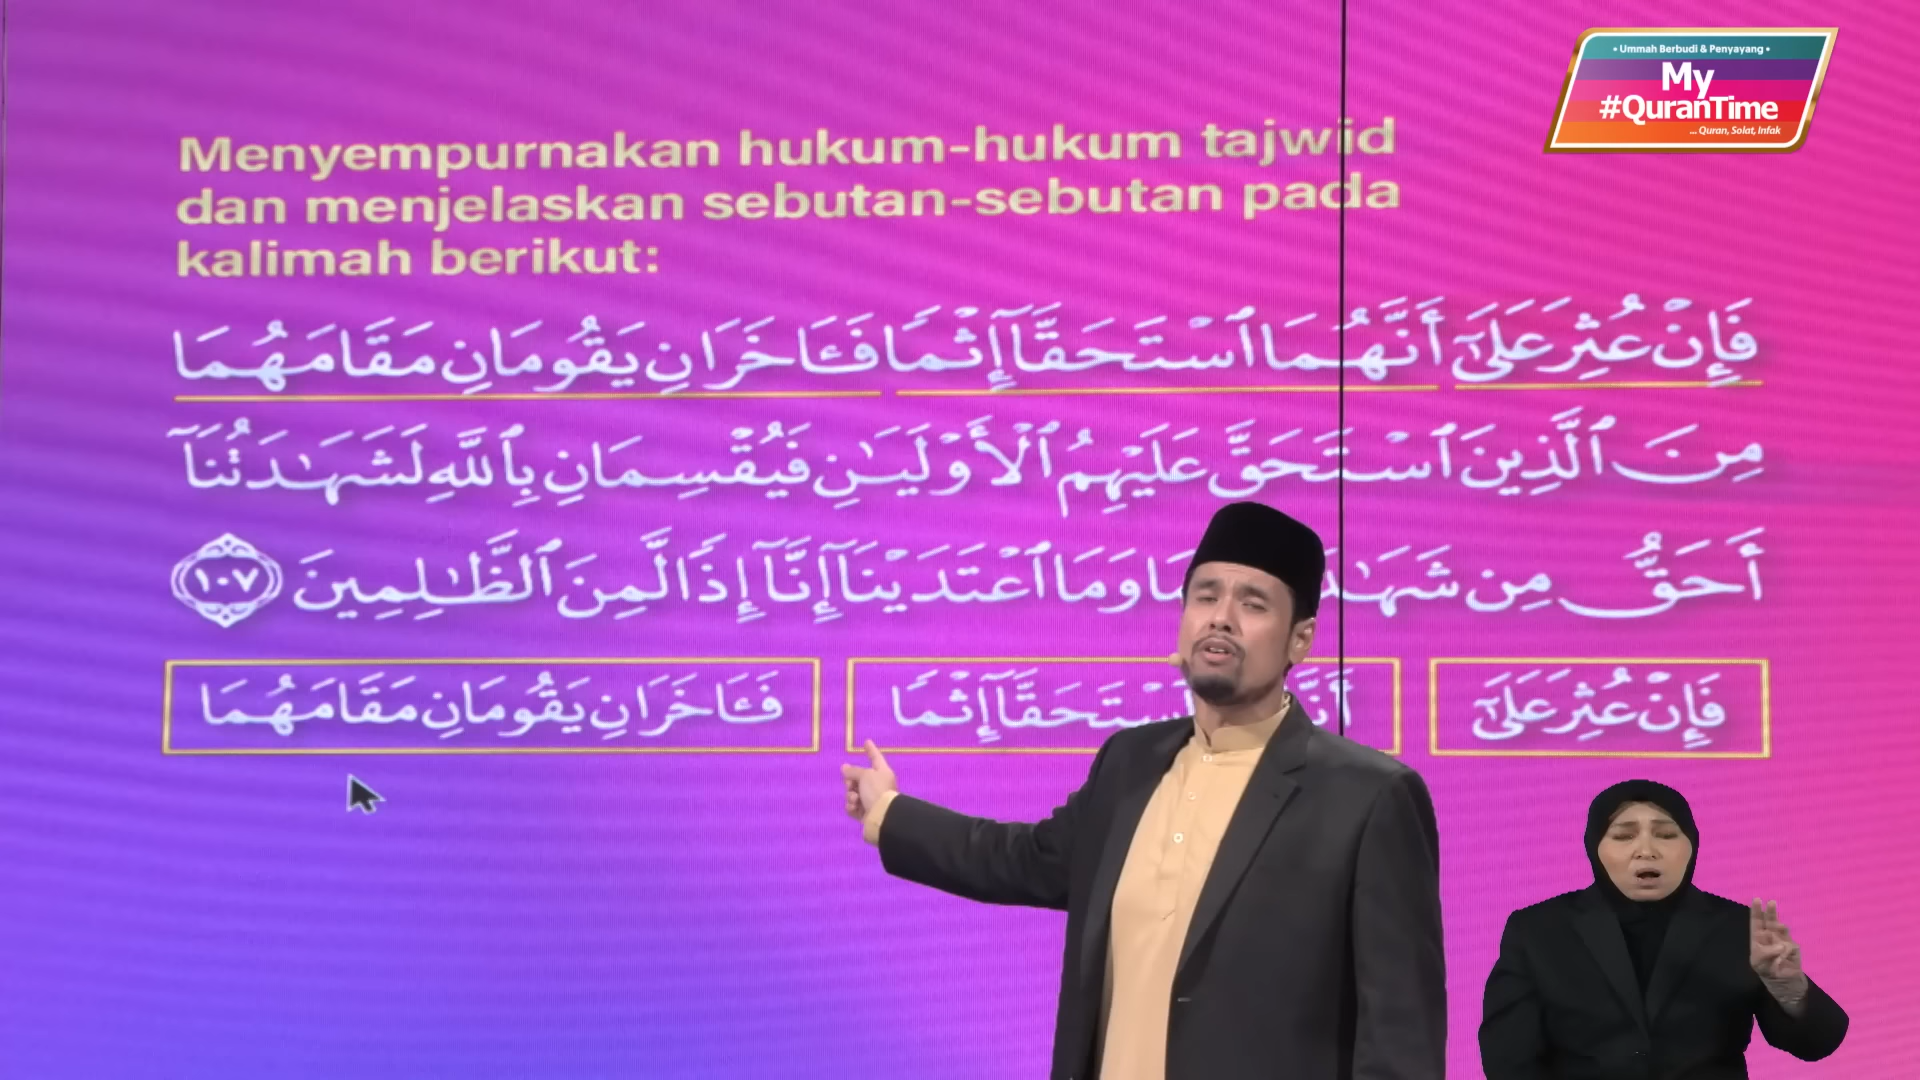 • Ummah Berbudi & Penyayang •
My
#QuranTime
... Quran, Solat, Infak
Menyempurnakan hukum-hukum tajwid
dan menjelaskan sebutan-sebutan pada
kalimah berikut:
فَإِنْ عُثِرَ عَلَىٰٓ أَنَّهُمَا ٱسْتَحَقَّآ إِثْمًا فَـَٔاخَرَانِ يَقُومَانِ مَقَامَهُمَا
مِنَ ٱلَّذِينَ ٱسْتَحَقَّ عَلَيْهِمُ ٱلْأَوْلَيَـٰنِ فَيُقْسِمَانِ بِٱللَّهِ لَشَهَـٰدَتُنَآ
أَحَقُّ مِن وَمَا ٱعْتَدَيْنَآ إِنَّآ إِذًا لَّمِنَ ٱلظَّـٰلِمِينَ ١٠٧
فَإِنْ عُثِرَ عَلَىٰٓ
إِثْمًا
فَـَٔاخَرَانِ يَقُومَانِ مَقَامَهُمَا